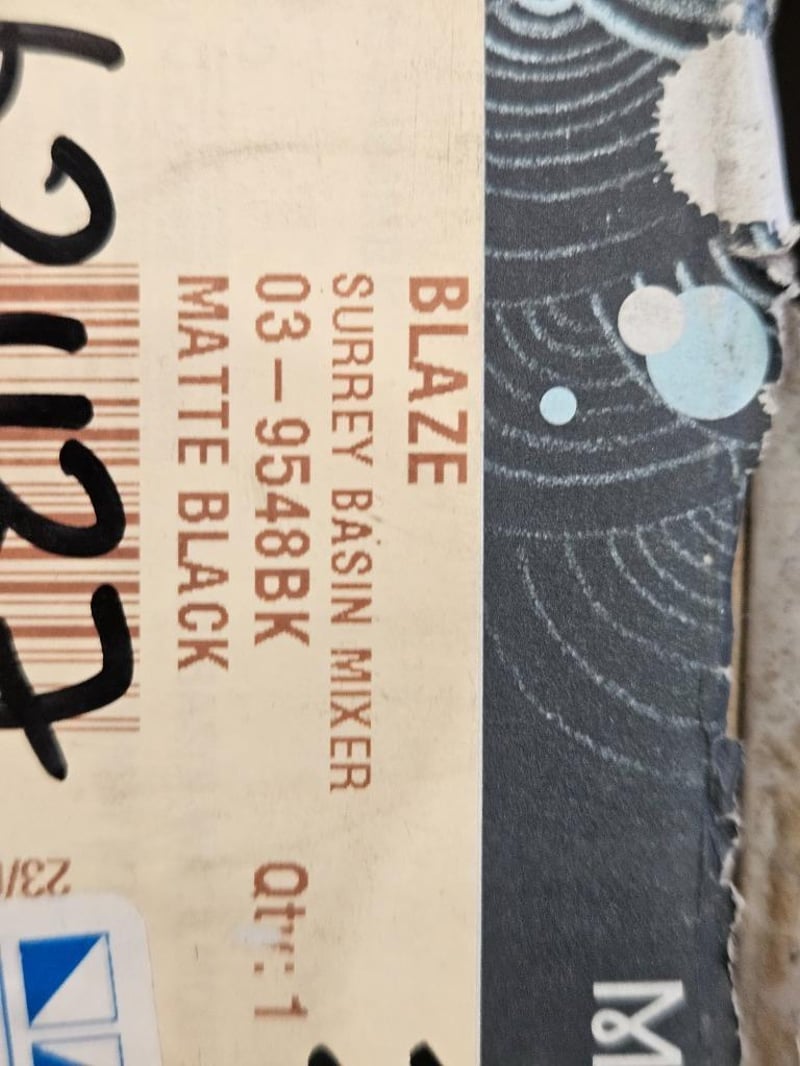 BLAZE
SURREY BASIN MIXER
03-9548BK Qty: 1
MATTE BLACK